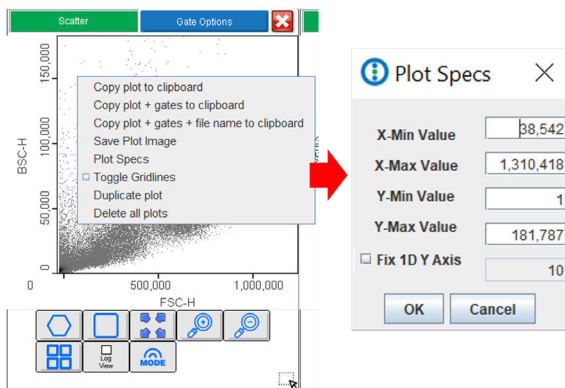 Scatter
Gate Options
BSC-H
150,000
100,000
50,000
0
Copy plot to clipboard
Copy plot + gates to clipboard
Copy plot + gates + file name to clipboard
Save Plot Image
Plot Specs
Toggle Gridlines
Duplicate plot
Delete all plots
0
500,000
1,000,000
FSC-H
Log
View
MODE
Plot Specs
X-Min Value
38,542
X-Max Value
1,310,418
Y-Min Value
1
Y-Max Value
181,787
Fix 1D Y Axis
10
OK
Cancel